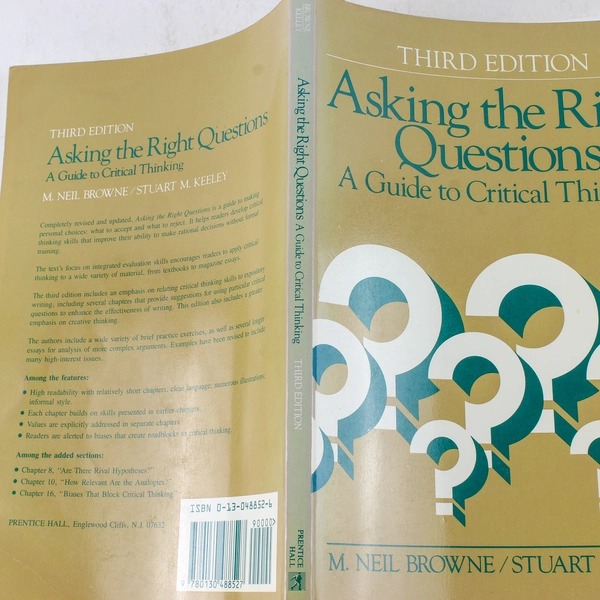 THIRD EDITION
Asking the Right Questions
A Guide to Critical Thinking
M. NEIL BROWNE/STUART M. KEELEY
Completely revised and updated, Asking the Right Questions is a guide to making
personal choices: what to accept and what to reject. It helps readers develop critical
thinking skills that improve their ability to make rational decisions without formal
training.
The text's focus on integrated evaluation skills encourages readers to apply critical
thinking to a wide variety of material, from textbooks to magazine essays.
The third edition includes an emphasis on relating critical thinking skills to expository
writing, including several chapters that provide suggestions for using particular critical
questions to enhance the effectiveness of writing. This edition also includes a greater
emphasis on creative thinking.
The authors include a wide variety of brief practice exercises, as well as several longer
essays for analysis of more complex arguments. Examples have been revised to include
many high-interest issues.
Among the features:
● High readability with relatively short chapters, clear language, numerous illustrations,
informal style.
● Each chapter builds on skills presented in earlier chapters.
● Values are explicitly addressed in separate chapters
● Readers are alerted to biases that create roadblocks to critical thinking.
Among the added sections:
● Chapter 8, "Are There Rival Hypotheses?"
● Chapter 10, "How Relevant Are the Analogies?"
● Chapter 16, "Biases That Block Critical Thinking
PRENTICE HALL, Englewood Cliffs, N.J. 07632
ISBN 0-13-048852-6
90000>
9 780130 488527
BROWNE
KEELEY
Asking the Right Questions A Guide to Critical Thinking
THIRD EDITION
PRENTICE
HALL
THIRD EDITION
Asking the Ri
Questions
A Guide to Critical Thi
M. NEIL BROWNE/STUART